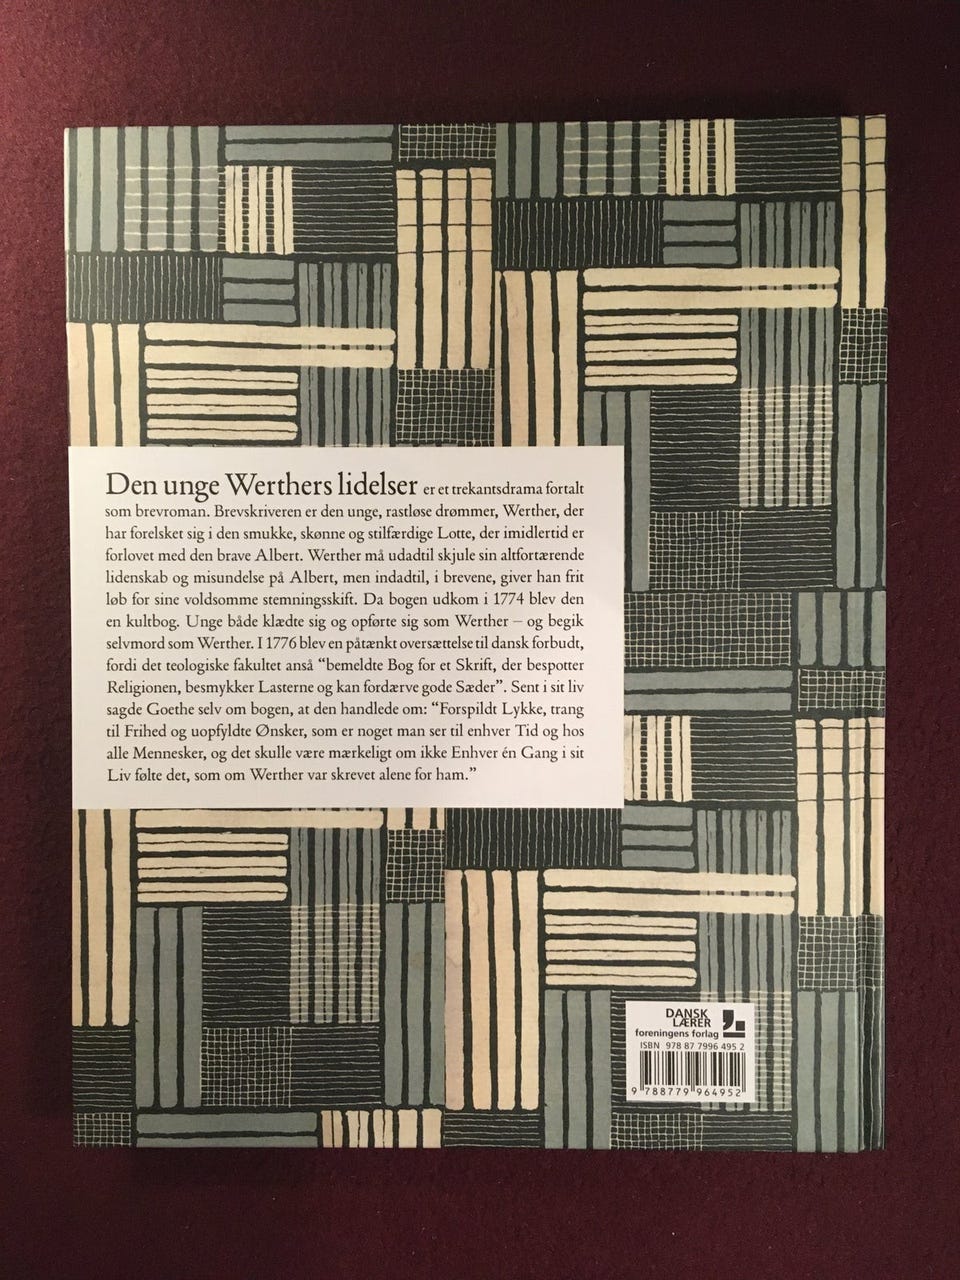 Den unge Werthers lidelser er et trekantsdrama fortalt
som brevroman. Brevskriveren er den unge, rastløse drømmer, Werther, der
har forelsket sig i den smukke, skønne og stilfærdige Lotte, der imidlertid er
forlovet med den brave Albert. Werther må udadtil skjule sin altfortærende
lidenskab og misundelse på Albert, men indadtil, i brevene, giver han frit
løb for sine voldsomme stemningsskift. Da bogen udkom i 1774 blev den
en kultbog. Unge både klædte sig og opførte sig som Werther – og begik
selvmord som Werther. I 1776 blev en påtænkt oversættelse til dansk forbudt,
fordi det teologiske fakultet anså “bemeldte Bog for et Skrift, der bespotter
Religionen, besmykker Lasterne og kan fordærve gode Sæder”. Sent i sit liv
sagde Goethe selv om bogen, at den handlede om: “Forspildt Lykke, trang
til Frihed og uopfyldte Ønsker, som er noget man ser til enhver Tid og hos
alle Mennesker, og det skulle være mærkeligt om ikke Enhver én Gang i sit
Liv følte det, som om Werther var skrevet alene for ham.”
DANSK
LÆRER
foreningens forlag
ISBN 978 87 7996 495 2
9 788779 964952